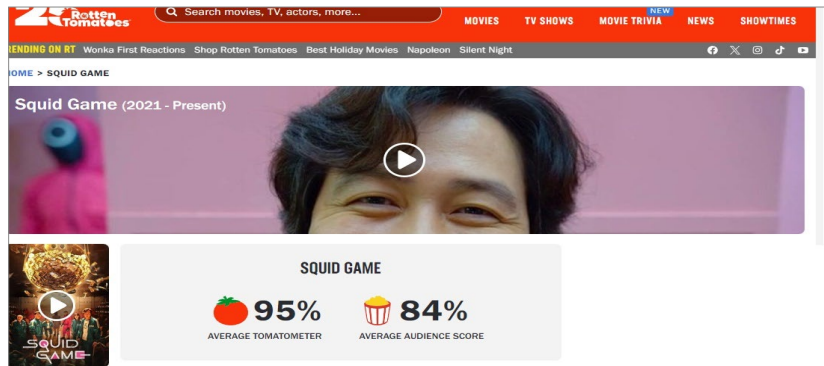 25 Rotten Tomatoes
Search movies, TV, actors, more...
MOVIES TV SHOWS NEW MOVIE TRIVIA NEWS SHOWTIMES
RENDING ON RT Wonka First Reactions Shop Rotten Tomatoes Best Holiday Movies Napoleon Silent Night
OME > SQUID GAME
Squid Game (2021 - Present)
SQUID GAME
95% 84%
AVERAGE TOMATOMETER AVERAGE AUDIENCE SCORE
SQUID
GAME